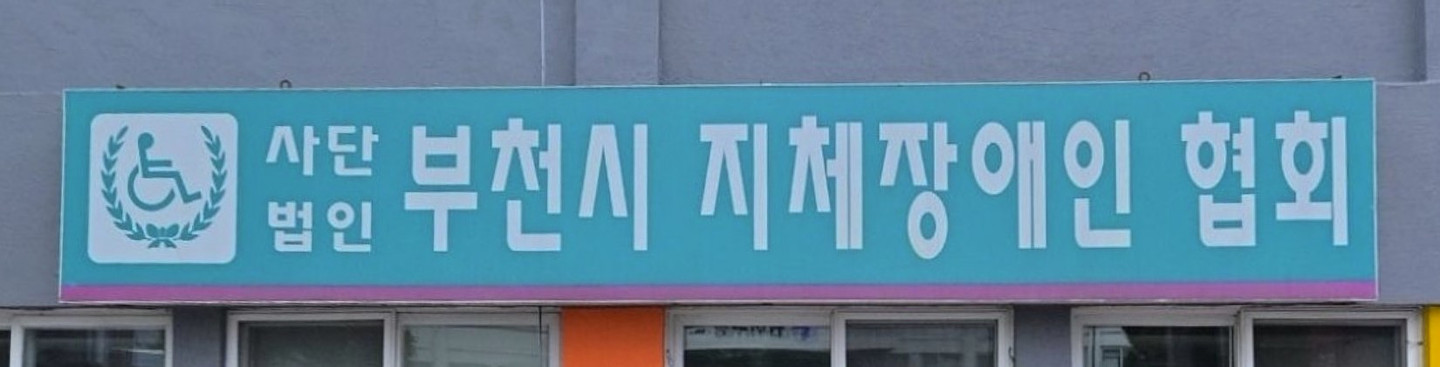 사단
법인
부천시 지체장애인 협회